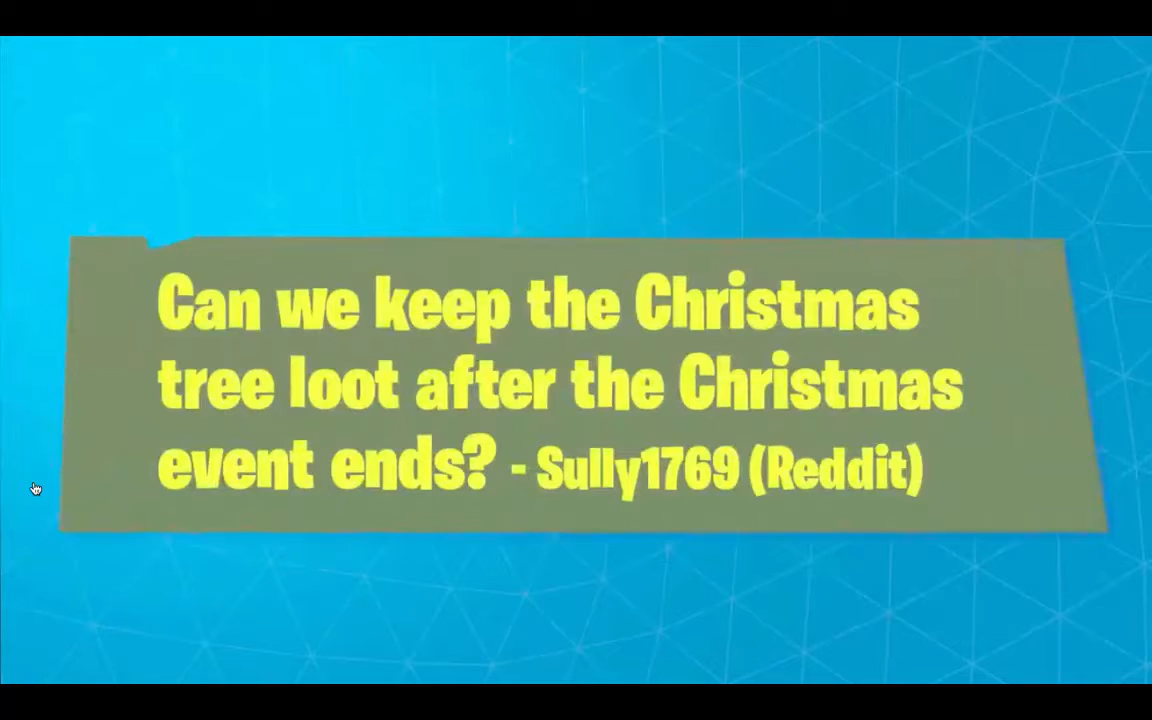 Can we keep the Christmas
tree loot after the Christmas
event ends? - Sully1769 (Reddit)